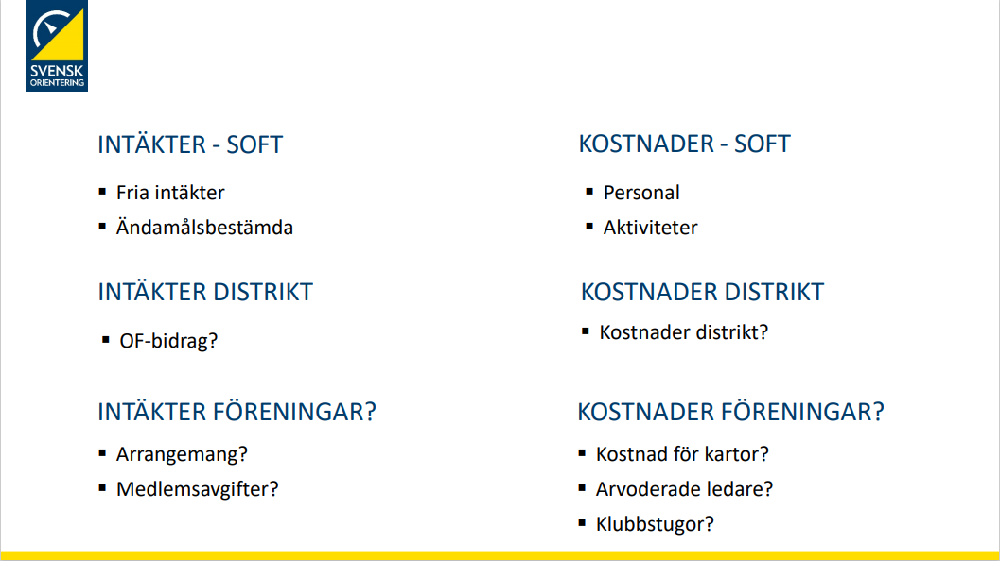 SVENSK
ORIENTERING
INTÄKTER - SOFT
▪ Fria intäkter
▪ Ändamålsbestämda
INTÄKTER DISTRIKT
▪ OF-bidrag?
INTÄKTER FÖRENINGAR?
▪ Arrangemang?
▪ Medlemsavgifter?
KOSTNADER - SOFT
▪ Personal
▪ Aktiviteter
KOSTNADER DISTRIKT
▪ Kostnader distrikt?
KOSTNADER FÖRENINGAR?
▪ Kostnad för kartor?
▪ Arvoderade ledare?
▪ Klubbstugor?